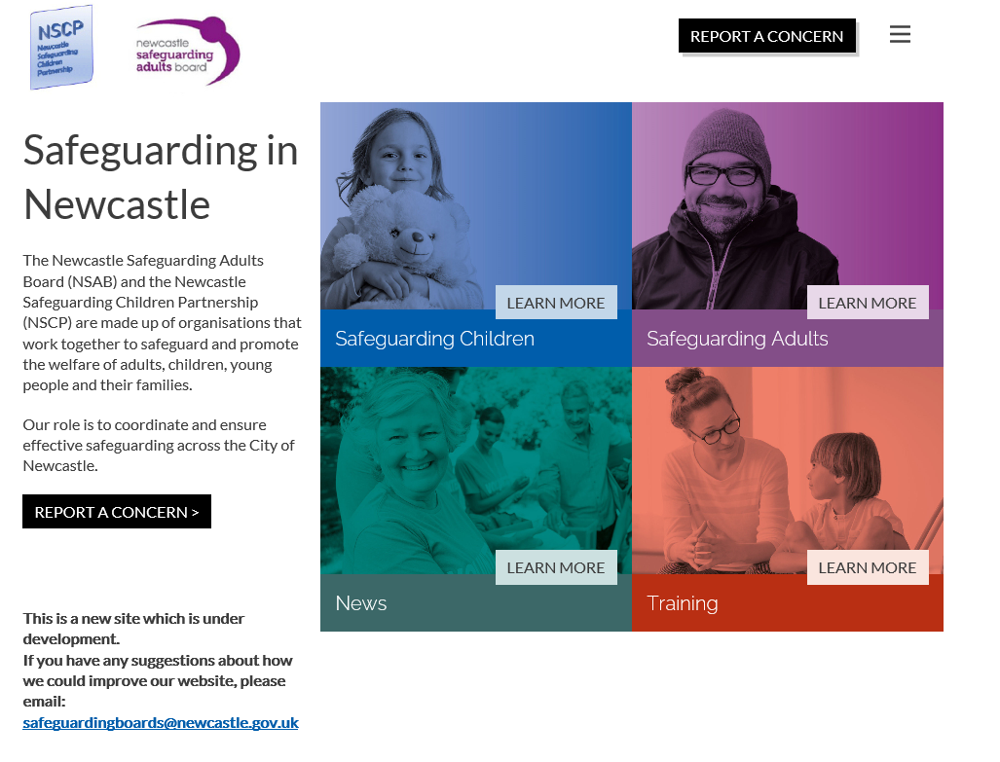 NSCP
Newcastle
Safeguarding
Children
Partnership
newcastle
safeguarding
adults board
REPORT A CONCERN
Safeguarding in
Newcastle
The Newcastle Safeguarding Adults
Board (NSAB) and the Newcastle
Safeguarding Children Partnership
(NSCP) are made up of organisations that
work together to safeguard and promote
the welfare of adults, children, young
people and their families.
Our role is to coordinate and ensure
effective safeguarding across the City of
Newcastle.
REPORT A CONCERN >
This is a new site which is under
development.
If you have any suggestions about how
we could improve our website, please
email:
safeguardingboards@newcastle.gov.uk
LEARN MORE
Safeguarding Children
LEARN MORE
Safeguarding Adults
LEARN MORE
News
LEARN MORE
Training